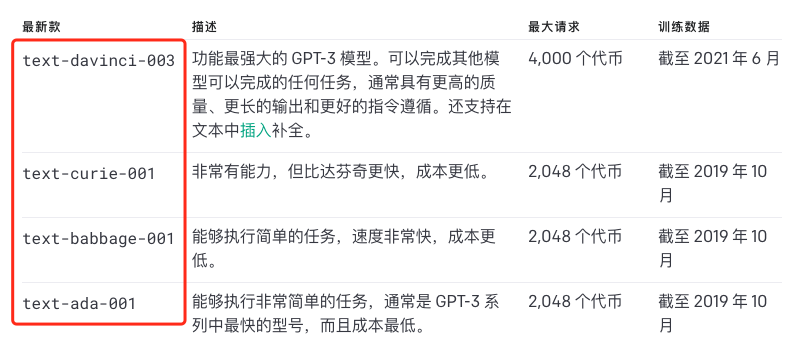 最新款 描述 最大请求 训练数据
text-davinci-003 功能最强大的 GPT-3 模型。可以完成其他模 4,000 个代币 截至 2021 年 6 月
型可以完成的任何任务，通常具有更高的质
量、更长的输出和更好的指令遵循。还支持在
文本中插入补全。
text-curie-001 非常有能力，但比达芬奇更快，成本更低。 2,048 个代币 截至 2019 年 10
月
text-babbage-001 能够执行简单的任务，速度非常快，成本更 2,048 个代币 截至 2019 年 10
低。 月
text-ada-001 能够执行非常简单的任务，通常是 GPT-3 系 2,048 个代币 截至 2019 年 10
列中最快的型号，而且成本最低。 月